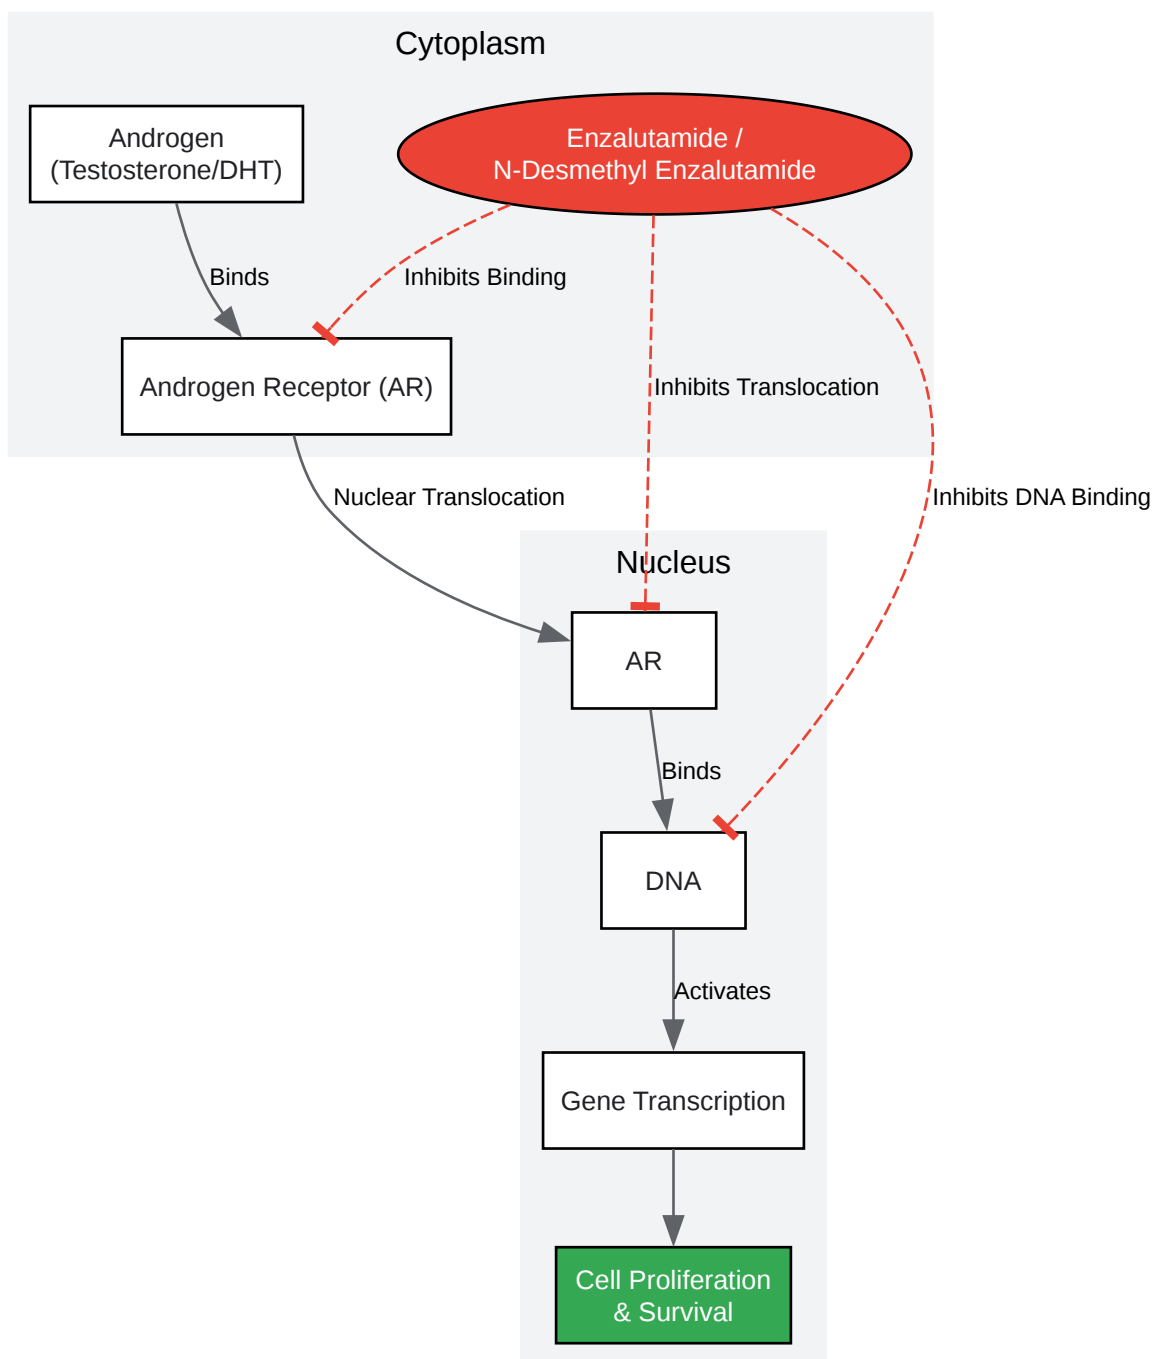 Cytoplasm
Androgen
(Testosterone/DHT)
Enzalutamide /
N-Desmethyl Enzalutamide
Binds
Inhibits Binding
Androgen Receptor (AR)
Inhibits Translocation
Nuclear Translocation
Inhibits DNA Binding
Nucleus
AR
Binds
DNA
Activates
Gene Transcription
Cell Proliferation
& Survival